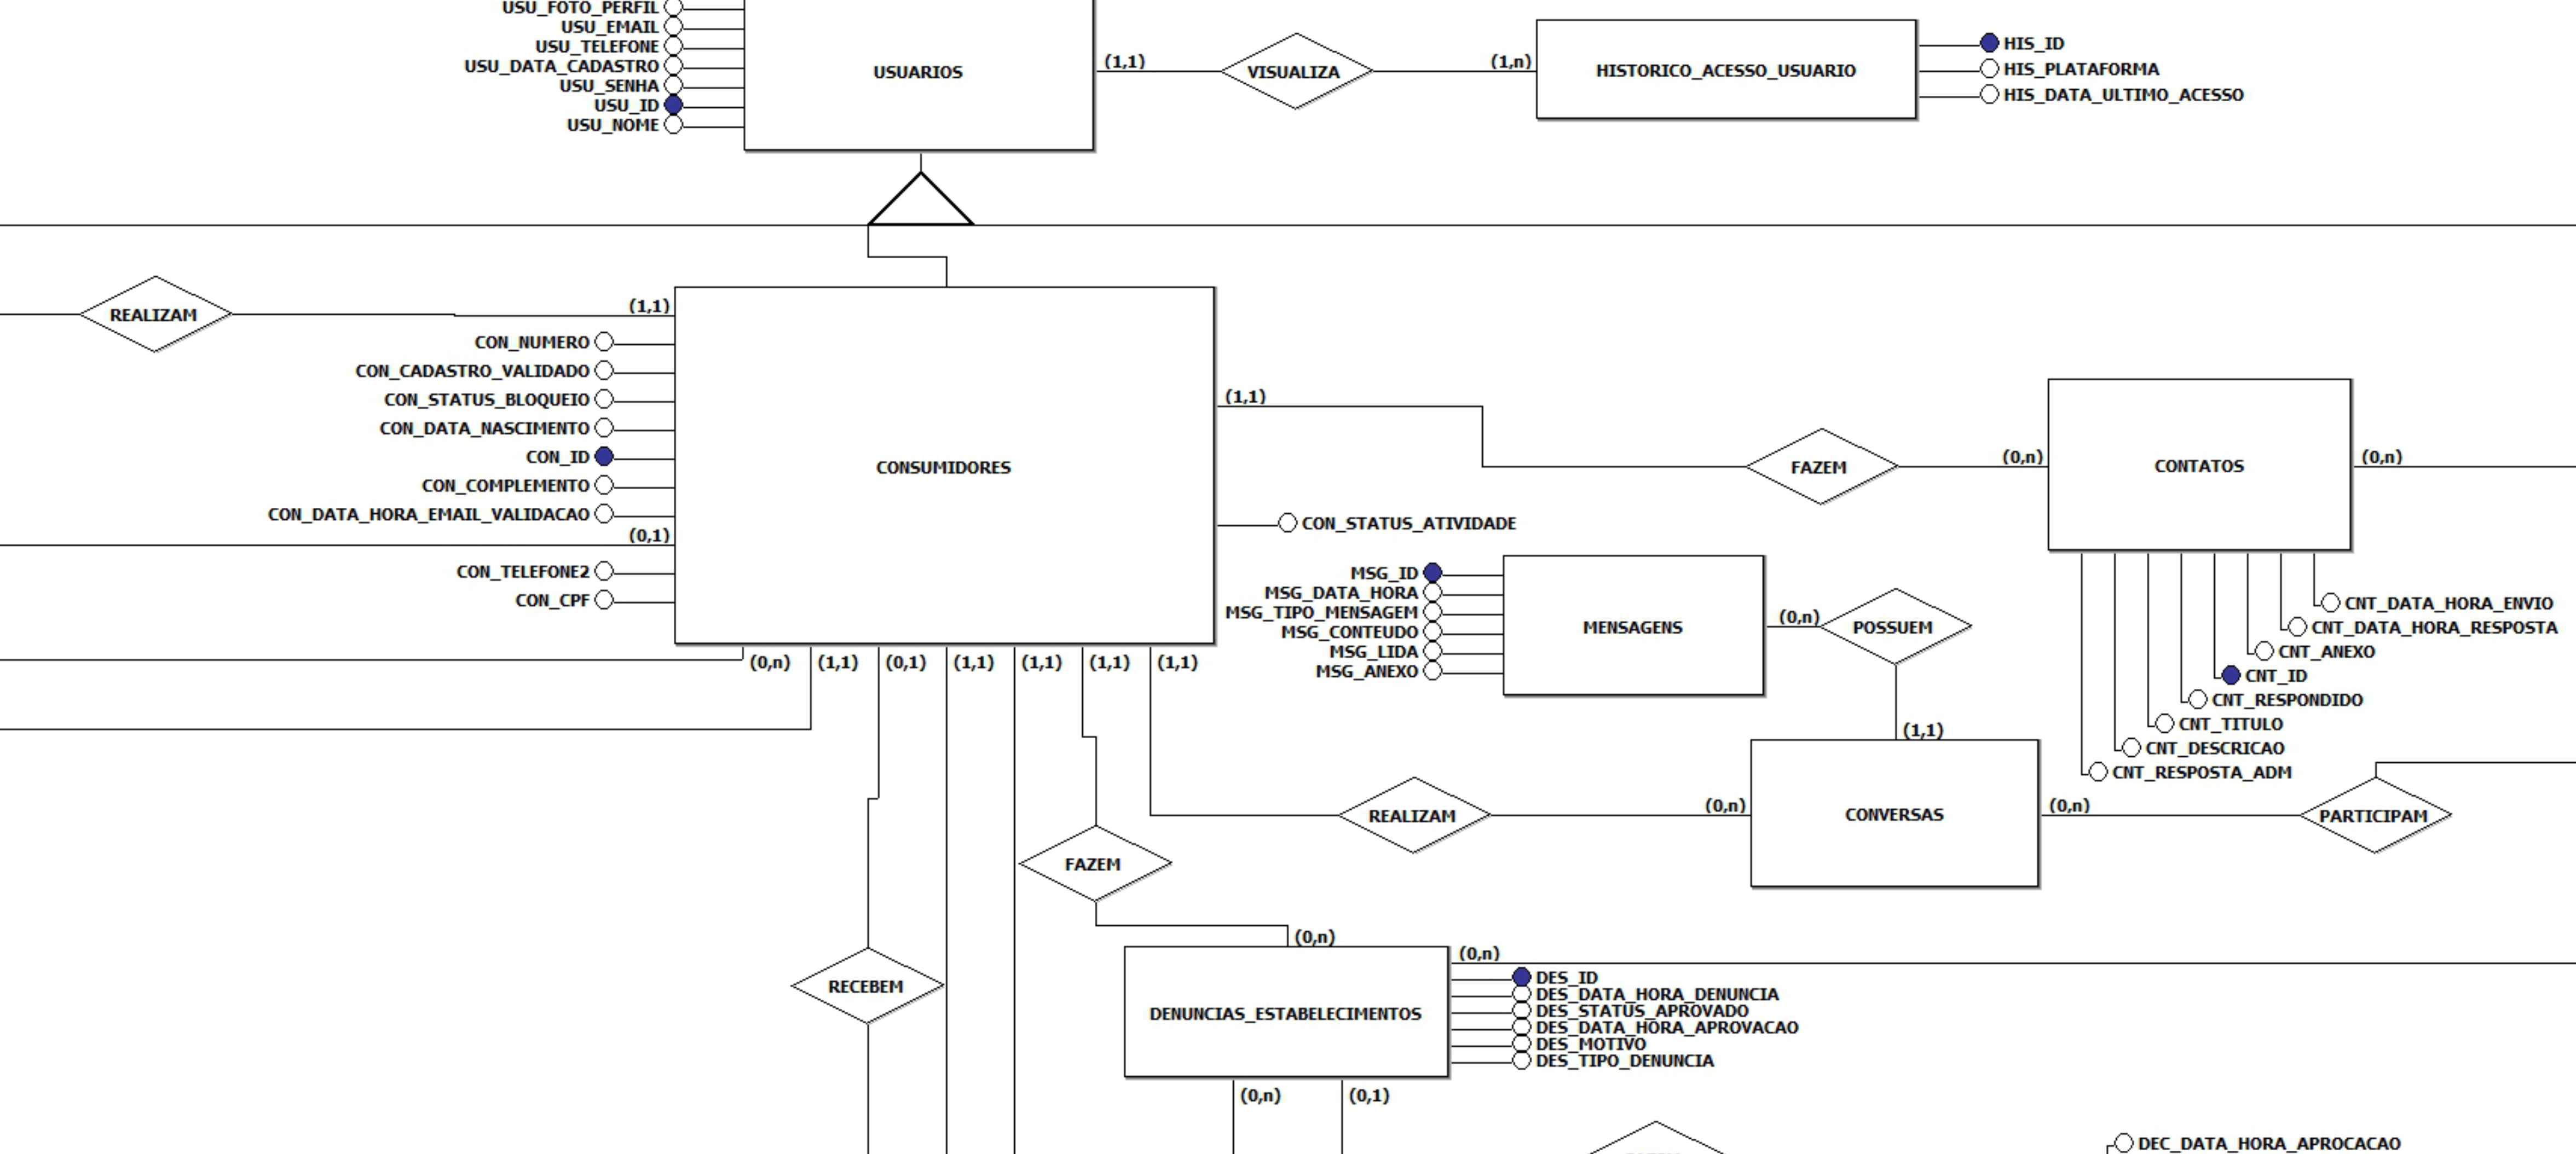 USU_FOTO_PERFIL
USU_EMAIL
USU_TELEFONE
USU_DATA_CADASTRO
USU_SENHA
USU_ID
USU_NOME
USUARIOS
(1,1)
VISUALIZA
(1,n)
HISTORICO_ACESSO_USUARIO
HIS_ID
HIS_PLATAFORMA
HIS_DATA_ULTIMO_ACESSO
REALIZAM
(1,1)
CON_NUMERO
CON_CADASTRO_VALIDADO
CON_STATUS_BLOQUEIO
CON_DATA_NASCIMENTO
CON_ID
CON_COMPLEMENTO
CON_DATA_HORA_EMAIL_VALIDACAO
(0,1)
CON_TELEFONE2
CON_CPF
CONSUMIDORES
(1,1)
FAZEM
(0,n)
CONTATOS
(0,n)
CON_STATUS_ATIVIDADE
MSG_ID
MSG_DATA_HORA
MSG_TIPO_MENSAGEM
MSG_CONTEUDO
MSG_LIDA
MSG_ANEXO
MENSAGENS
(0,n)
POSSUEM
(1,1)
CNT_DATA_HORA_ENVIO
CNT_DATA_HORA_RESPOSTA
CNT_ANEXO
CNT_ID
CNT_RESPONDIDO
CNT_TITULO
CNT_DESCRICAO
CNT_RESPOSTA_ADM
(0,n)
(1,1)
(0,1)
(1,1)
(1,1)
(1,1)
(1,1)
REALIZAM
(0,n)
CONVERSAS
(0,n)
PARTICIPAM
FAZEM
(0,n)
RECEBEM
DENUNCIAS_ESTABELECIMENTOS
(0,n)
DES_ID
DES_DATA_HORA_DENUNCIA
DES_STATUS_APROVADO
DES_DATA_HORA_APROVACAO
DES_MOTIVO
DES_TIPO_DENUNCIA
(0,n)
(0,1)
DEC_DATA_HORA_APROCACAO